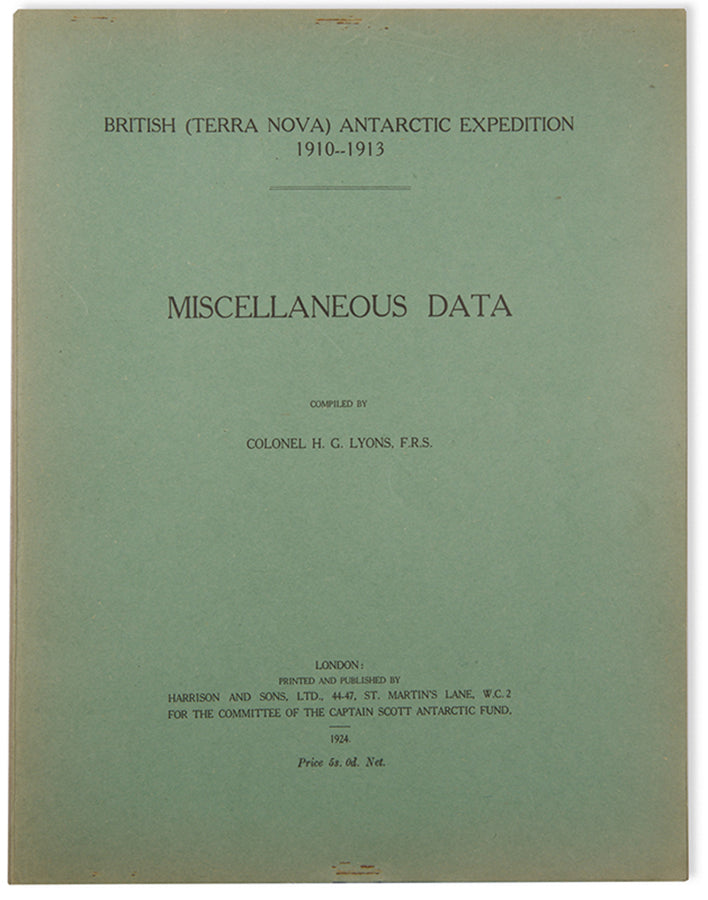 BRITISH (TERRA NOVA) ANTARCTIC EXPEDITION
1910--1913
MISCELLANEOUS DATA
COMPILED BY
COLONEL H. G. LYONS, F.R.S.
LONDON:
PRINTED AND PUBLISHED BY
HARRISON AND SONS, LTD., 44-47, ST. MARTIN'S LANE, W.C. 2
FOR THE COMMITTEE OF THE CAPTAIN SCOTT ANTARCTIC FUND.
1924.
Price 5s. 0d. Net.